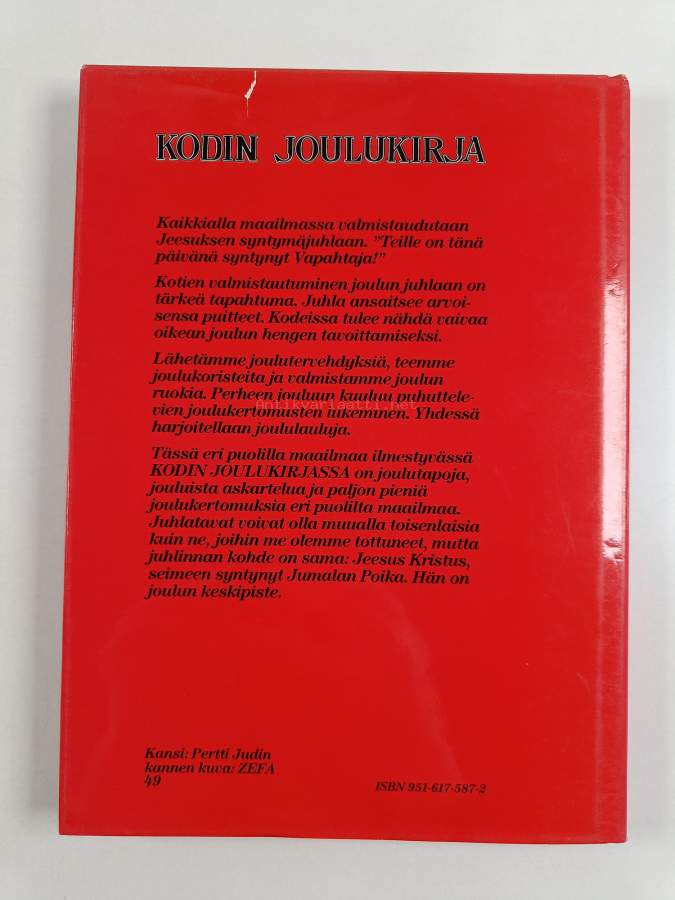 KODIN JOULUKIRJA
Kaikkialla maailmassa valmistaudutaan
Jeesuksen syntymäjuhlaan. ”Teille on tänä
päivänä syntynyt Vapahtaja!”
Kotien valmistautuminen joulun juhlaan on
tärkeä tapahtuma. Juhla ansaitsee arvoi-
sensa puitteet. Kodeissa tulee nähdä vaivaa
oikean joulun hengen tavoittamiseksi.
Lähetämme joulutervehdyksiä, teemme
joulukoristeita ja valmistamme joulun
ruokia. Perheen jouluun kuuluu puhuttele-
vien joulukertomusten lukeminen. Yhdessä
harjoitellaan joululauluja.
Antikvariaatti.net
Tässä eri puolilla maailmaa ilmestyvässä
KODIN JOULUKIRJASSA on joulutapoja,
jouluista askartelua ja paljon pieniä
joulukertomuksia eri puolilta maailmaa.
Juhlatavat voivat olla muualla toisenlaisia
kuin ne, joihin me olemme tottuneet, mutta
juhlinnan kohde on sama: Jeesus Kristus,
seimeen syntynyt Jumalan Poika. Hän on
joulun keskipiste.
Kansi: Pertti Judin
kannen kuva: ZEFA
49
ISBN 951-617-587-2